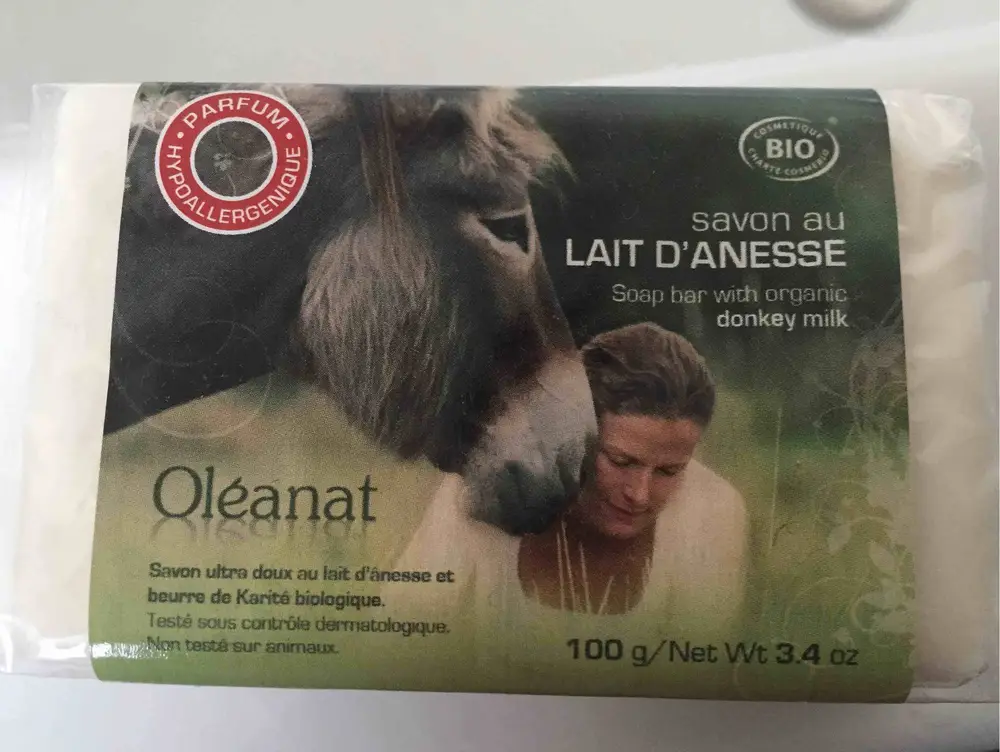 PARFUM
HYPOALLERGENIQUE
COSMETIQUE
BIO
CHARTE COSMEBIO
savon au
LAIT D'ANESSE
Soap bar with organic
donkey milk
Oléanat
Savon ultra doux au lait d'ânesse et
beurre de Karité biologique.
Testé sous contrôle dermatologique.
Non testé sur animaux.
100 g/Net Wt 3.4 oz